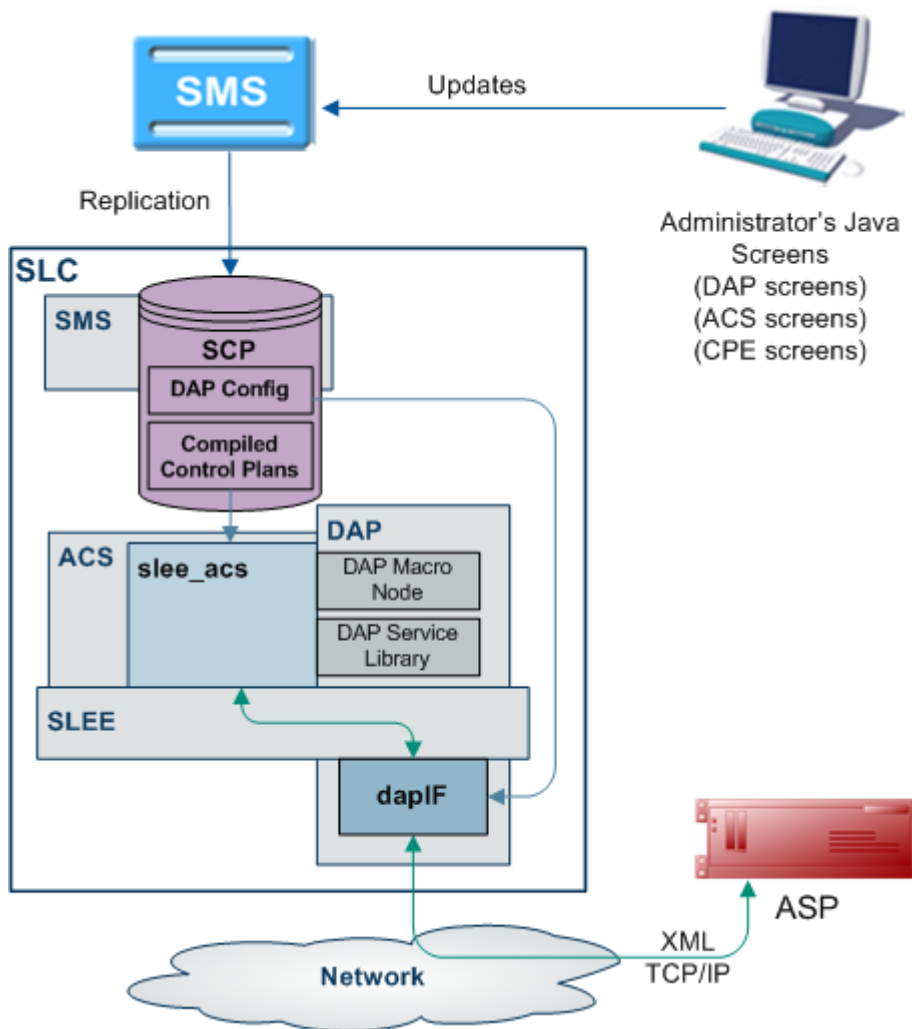 SMS
Updates
Replication
Administrator's Java
Screens
(DAP screens)
(ACS screens)
(CPE screens)
SLC
SMS
SCP
DAP Config
Compiled
Control Plans
DAP
ACS
slee_acs
DAP Macro
Node
DAP Service
Library
SLEE
dapIF
ASP
XML
TCP/IP
Network